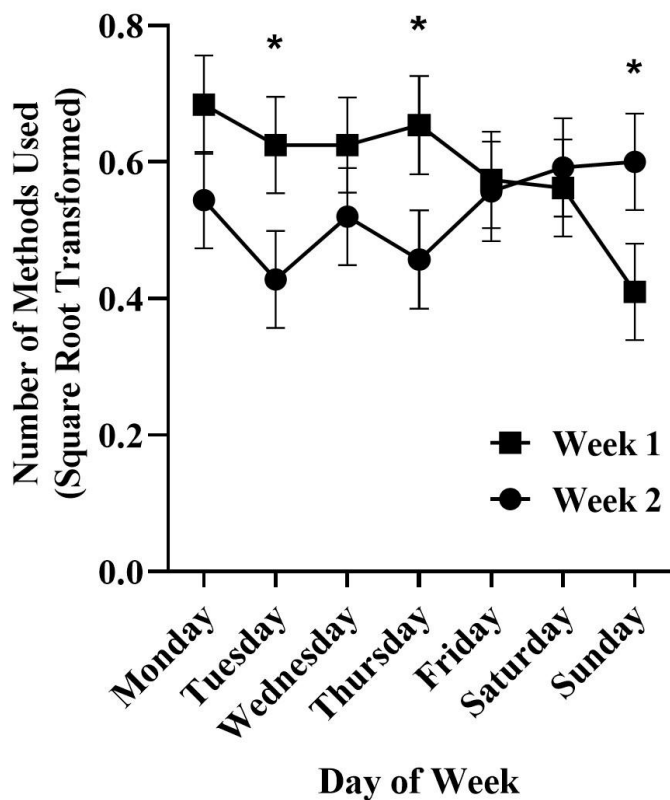 Number of Methods Used
(Square Root Transformed)
0.8
0.6
0.4
0.2
0.0
*
*
*
Week 1
Week 2
Monday
Tuesday
Wednesday
Thursday
Friday
Saturday
Sunday
Day of Week